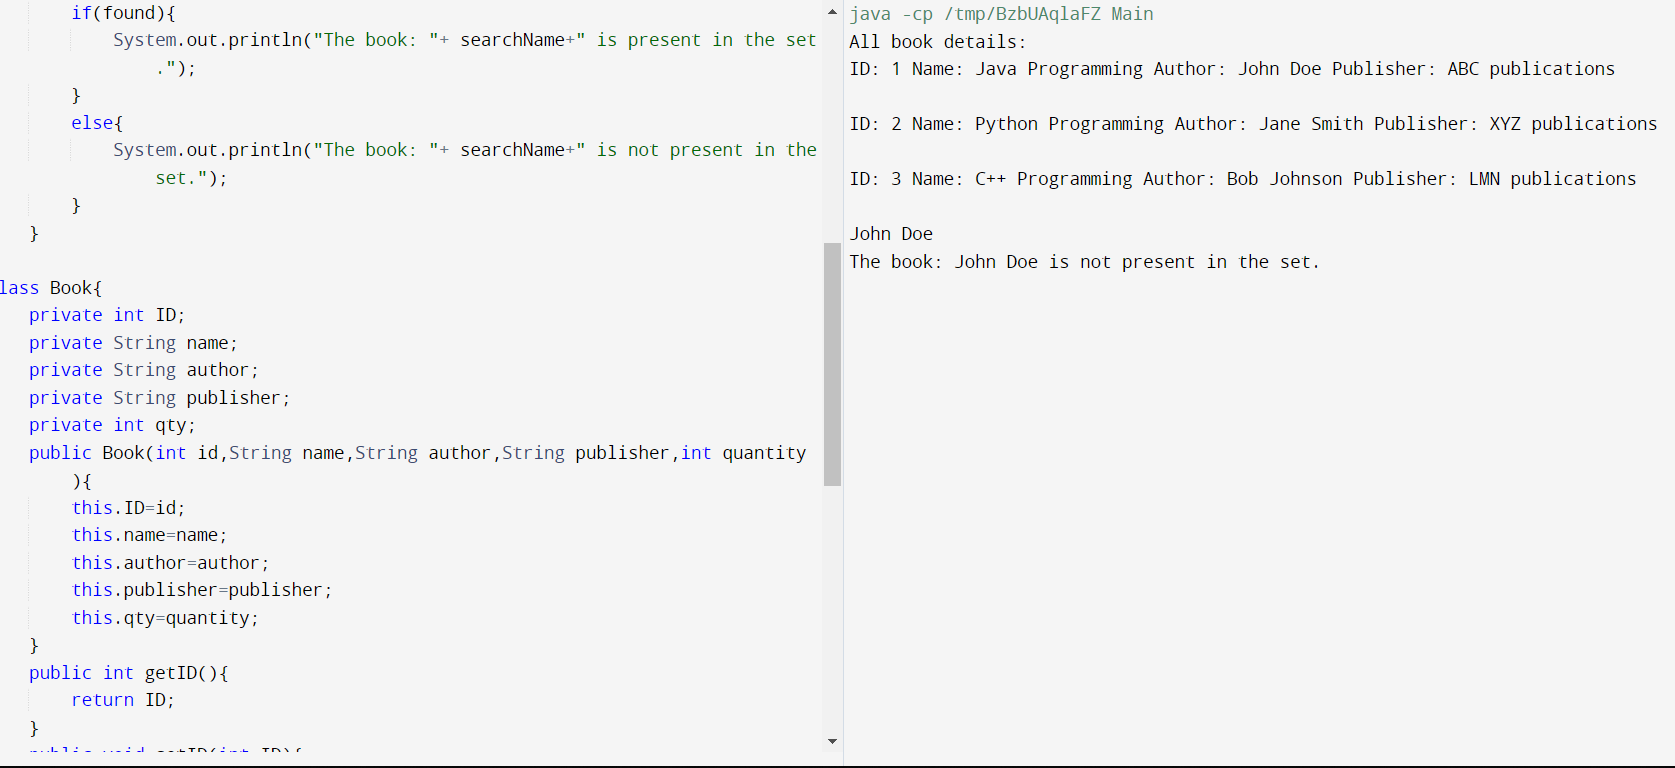 if(found){
System.out.println("The book: "+ searchName+" is present in the set
.");
}
else{
System.out.println("The book: "+ searchName+" is not present in the
set.");
}
}
lass Book{
private int ID;
private String name;
private String author;
private String publisher;
private int qty;
public Book(int id,String name,String author,String publisher,int quantity
){
this.ID=id;
this.name=name;
this.author=author;
this.publisher=publisher;
this.qty=quantity;
}
public int getID(){
return ID;
}
public void setID(int ID){
java -cp /tmp/BzbUAqlaFZ Main
All book details:
ID: 1 Name: Java Programming Author: John Doe Publisher: ABC publications
ID: 2 Name: Python Programming Author: Jane Smith Publisher: XYZ publications
ID: 3 Name: C++ Programming Author: Bob Johnson Publisher: LMN publications
John Doe
The book: John Doe is not present in the set.